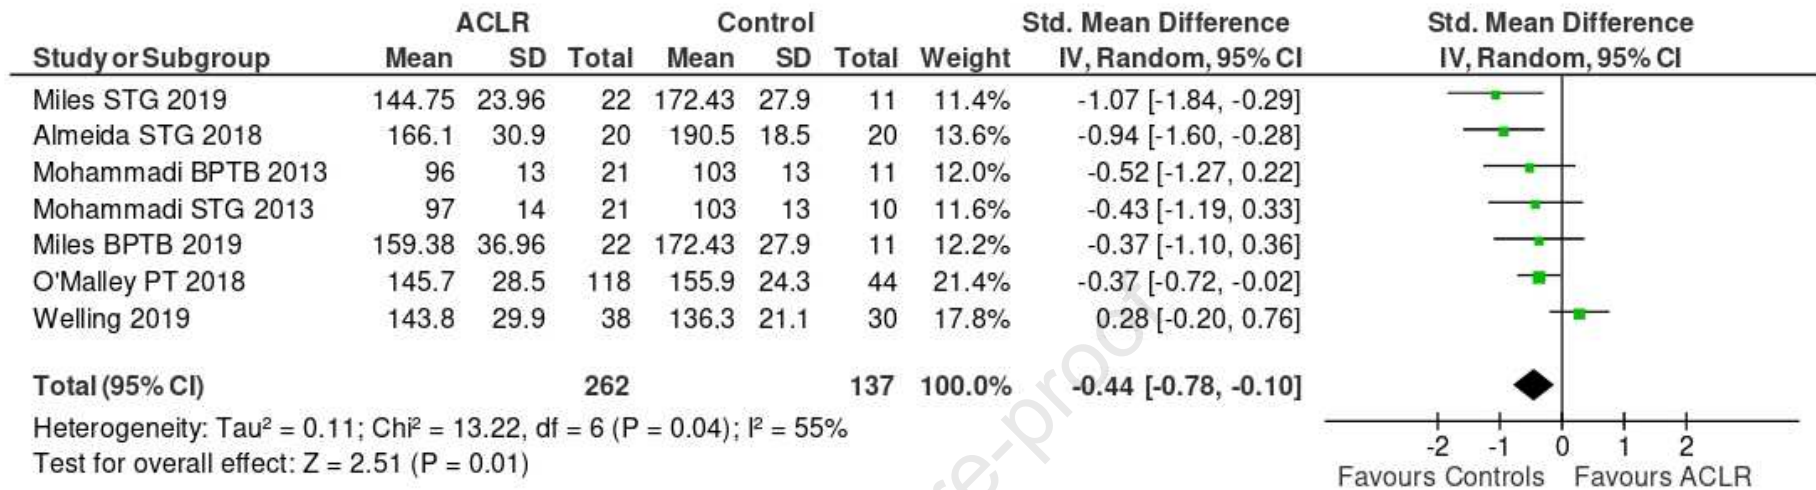 ACLR Control Std. Mean Difference Std. Mean Difference
Study or Subgroup Mean SD Total Mean SD Total Weight IV, Random, 95% CI IV, Random, 95% CI
Miles STG 2019 144.75 23.96 22 172.43 27.9 11 11.4% -1.07 [-1.84, -0.29]
Almeida STG 2018 166.1 30.9 20 190.5 18.5 20 13.6% -0.94 [-1.60, -0.28]
Mohammadi BPTB 2013 96 13 21 103 13 11 12.0% -0.52 [-1.27, 0.22]
Mohammadi STG 2013 97 14 21 103 13 10 11.6% -0.43 [-1.19, 0.33]
Miles BPTB 2019 159.38 36.96 22 172.43 27.9 11 12.2% -0.37 [-1.10, 0.36]
O'Malley PT 2018 145.7 28.5 118 155.9 24.3 44 21.4% -0.37 [-0.72, -0.02]
Welling 2019 143.8 29.9 38 136.3 21.1 30 17.8% 0.28 [-0.20, 0.76]
Total (95% CI) 262 137 100.0% -0.44 [-0.78, -0.10]
Heterogeneity: Tau² = 0.11; Chi² = 13.22, df = 6 (P = 0.04); I² = 55%
Test for overall effect: Z = 2.51 (P = 0.01)
-2 -1 0 1 2
Favours Controls Favours ACLR
re-proof